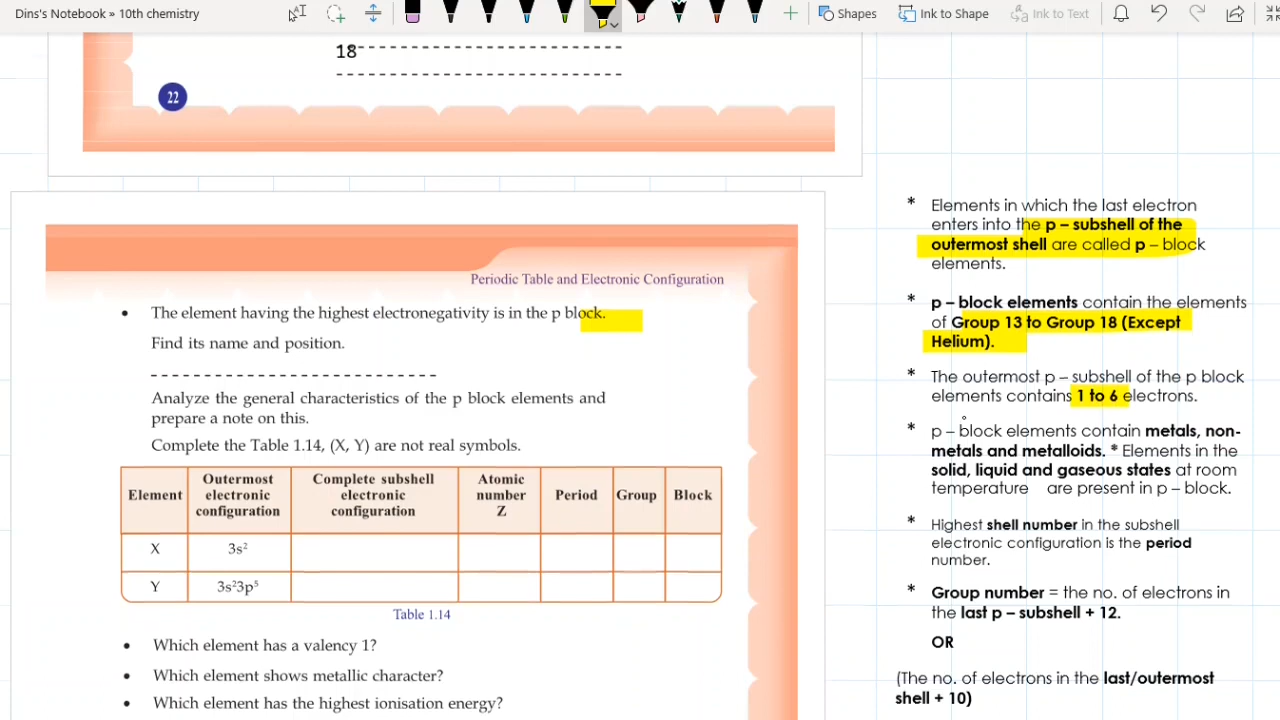 Dins's Notebook » 10th chemistry
Shapes
Ink to Shape
Ink to Text
18
22
Periodic Table and Electronic Configuration
• The element having the highest electronegativity is in the p block.
Find its name and position.
Analyze the general characteristics of the p block elements and
prepare a note on this.
Complete the Table 1.14, (X, Y) are not real symbols.
Element Outermost electronic configuration Complete subshell electronic configuration Atomic number Z Period Group Block
X 3s²
Y 3s²3p⁵
Table 1.14
• Which element has a valency 1?
• Which element shows metallic character?
• Which element has the highest ionisation energy?
* Elements in which the last electron
enters into the p – subshell of the
outermost shell are called p – block
elements.
* p – block elements contain the elements
of Group 13 to Group 18 (Except
Helium).
* The outermost p – subshell of the p block
elements contains 1 to 6 electrons.
* p – block elements contain metals, non-
metals and metalloids. * Elements in the
solid, liquid and gaseous states at room
temperature are present in p – block.
* Highest shell number in the subshell
electronic configuration is the period
number.
* Group number = the no. of electrons in
the last p – subshell + 12.
OR
(The no. of electrons in the last/outermost
shell + 10)